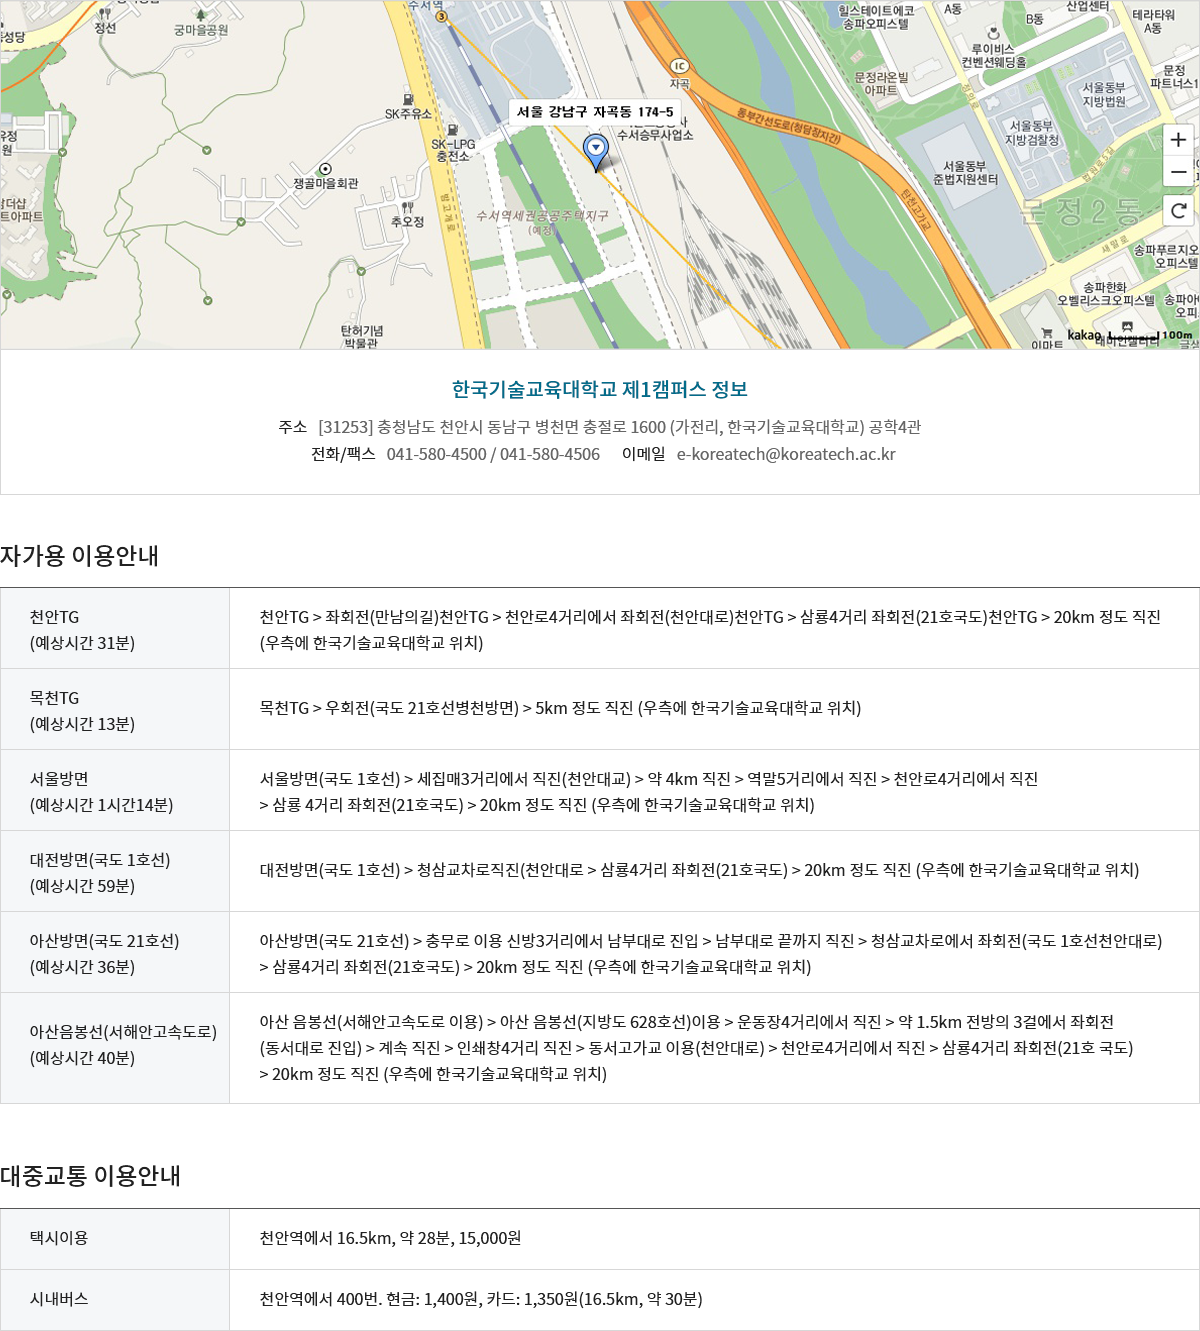 수서역
3
정선
궁마을공원
성당
힐스테이트에코
송파오피스텔
A동
B동
산업센터
테라타워
A동
루이비스
컨벤션웨딩홀
IC
자곡
문정라온빌
아파트
문정
파트너스1
서울동부
지방법원
SK주유소
서울 강남구 자곡동 174-5
수서승무사업소
동부간선도로(청담장지간)
서울동부
지방검찰청
SK-LPG
충전소
쟁골마을회관
서울동부
준법지원센터
법원로5길
탄천고가교
밤고개로
추오정
수서역세권공공주택지구
(예정)
문정2동
새말로
송파푸르지오
오피스텔
송파한화
오벨리스크오피스텔
송파아
오피
탄허기념
박물관
이마트
kakao
100m
한국기술교육대학교 제1캠퍼스 정보
주소 [31253] 충청남도 천안시 동남구 병천면 충절로 1600 (가전리, 한국기술교육대학교) 공학4관
전화/팩스 041-580-4500 / 041-580-4506 이메일 e-koreatech@koreatech.ac.kr
자가용 이용안내
천안TG
(예상시간 31분)
천안TG > 좌회전(만남의길)천안TG > 천안로4거리에서 좌회전(천안대로)천안TG > 삼룡4거리 좌회전(21호국도)천안TG > 20km 정도 직진
(우측에 한국기술교육대학교 위치)
목천TG
(예상시간 13분)
목천TG > 우회전(국도 21호선병천방면) > 5km 정도 직진 (우측에 한국기술교육대학교 위치)
서울방면
(예상시간 1시간14분)
서울방면(국도 1호선) > 세집매3거리에서 직진(천안대교) > 약 4km 직진 > 역말5거리에서 직진 > 천안로4거리에서 직진
> 삼룡 4거리 좌회전(21호국도) > 20km 정도 직진 (우측에 한국기술교육대학교 위치)
대전방면(국도 1호선)
(예상시간 59분)
대전방면(국도 1호선) > 청삼교차로직진(천안대로 > 삼룡4거리 좌회전(21호국도) > 20km 정도 직진 (우측에 한국기술교육대학교 위치)
아산방면(국도 21호선)
(예상시간 36분)
아산방면(국도 21호선) > 충무로 이용 신방3거리에서 남부대로 진입 > 남부대로 끝까지 직진 > 청삼교차로에서 좌회전(국도 1호선천안대로)
> 삼룡4거리 좌회전(21호국도) > 20km 정도 직진 (우측에 한국기술교육대학교 위치)
아산음봉선(서해안고속도로)
(예상시간 40분)
아산 음봉선(서해안고속도로 이용) > 아산 음봉선(지방도 628호선)이용 > 운동장4거리에서 직진 > 약 1.5km 전방의 3걸에서 좌회전
(동서대로 진입) > 계속 직진 > 인쇄창4거리 직진 > 동서고가교 이용(천안대로) > 천안로4거리에서 직진 > 삼룡4거리 좌회전(21호 국도)
> 20km 정도 직진 (우측에 한국기술교육대학교 위치)
대중교통 이용안내
택시이용
천안역에서 16.5km, 약 28분, 15,000원
시내버스
천안역에서 400번. 현금: 1,400원, 카드: 1,350원(16.5km, 약 30분)